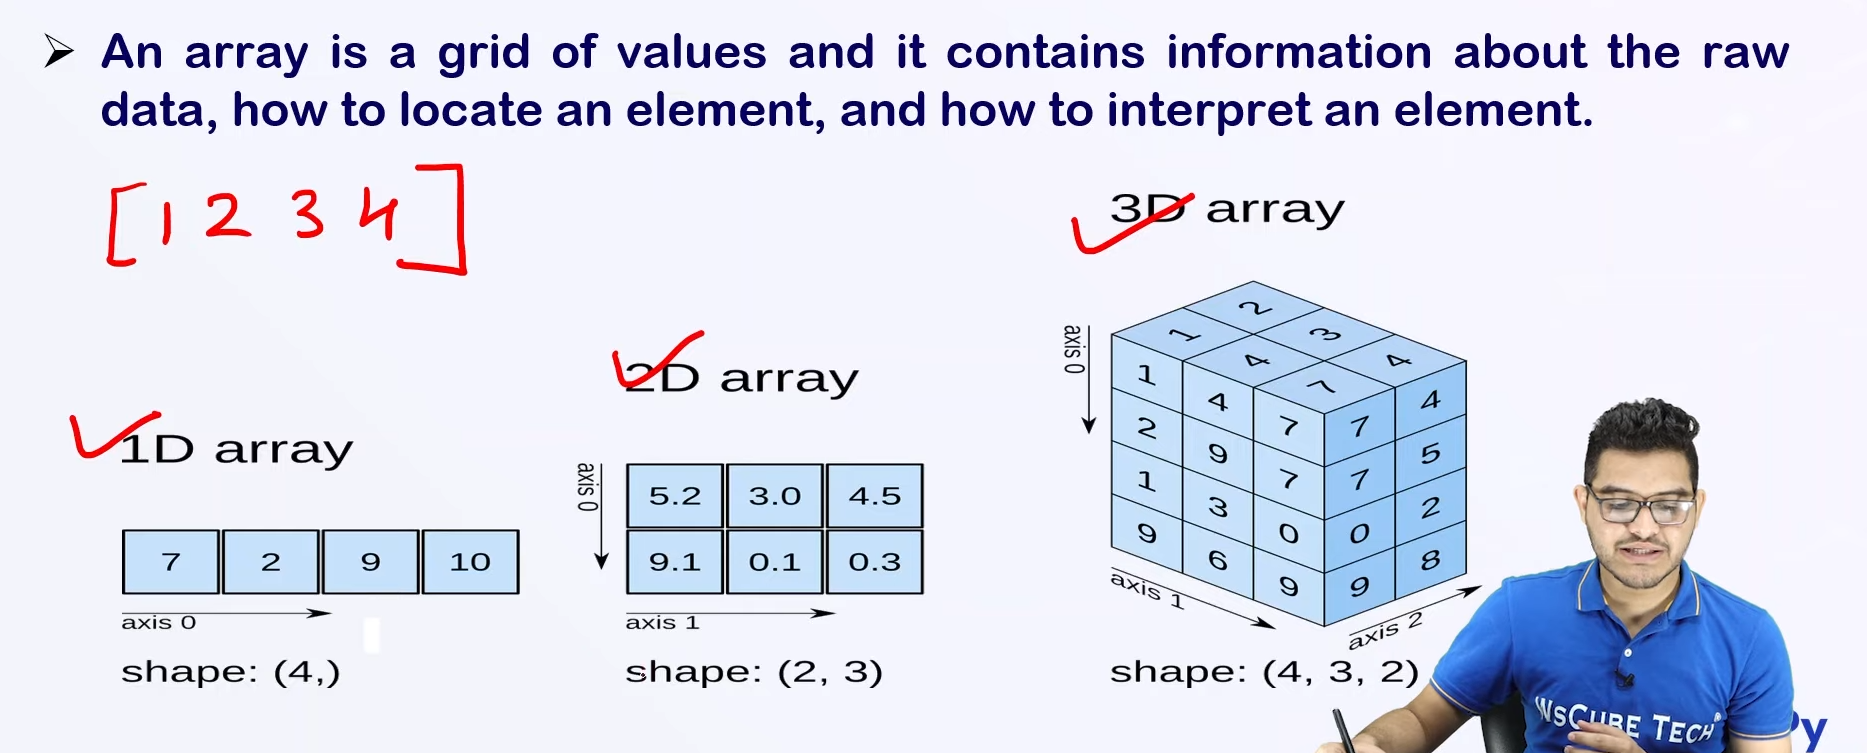 An array is a grid of values and it contains information about the raw
data, how to locate an element, and how to interpret an element.
[1 2 3 4]
1D array
7 2 9 10
axis 0
shape: (4,)
2D array
axis 0
5.2 3.0 4.5
9.1 0.1 0.3
axis 1
shape: (2, 3)
3D array
axis 0
2
1 3
4 4
7
1 4 7 7 4
2 9 7 7 5
1 3 0 0 2
9 6 9 9 8
axis 1
axis 2
shape: (4, 3, 2)
WSCUBE TECH
Py